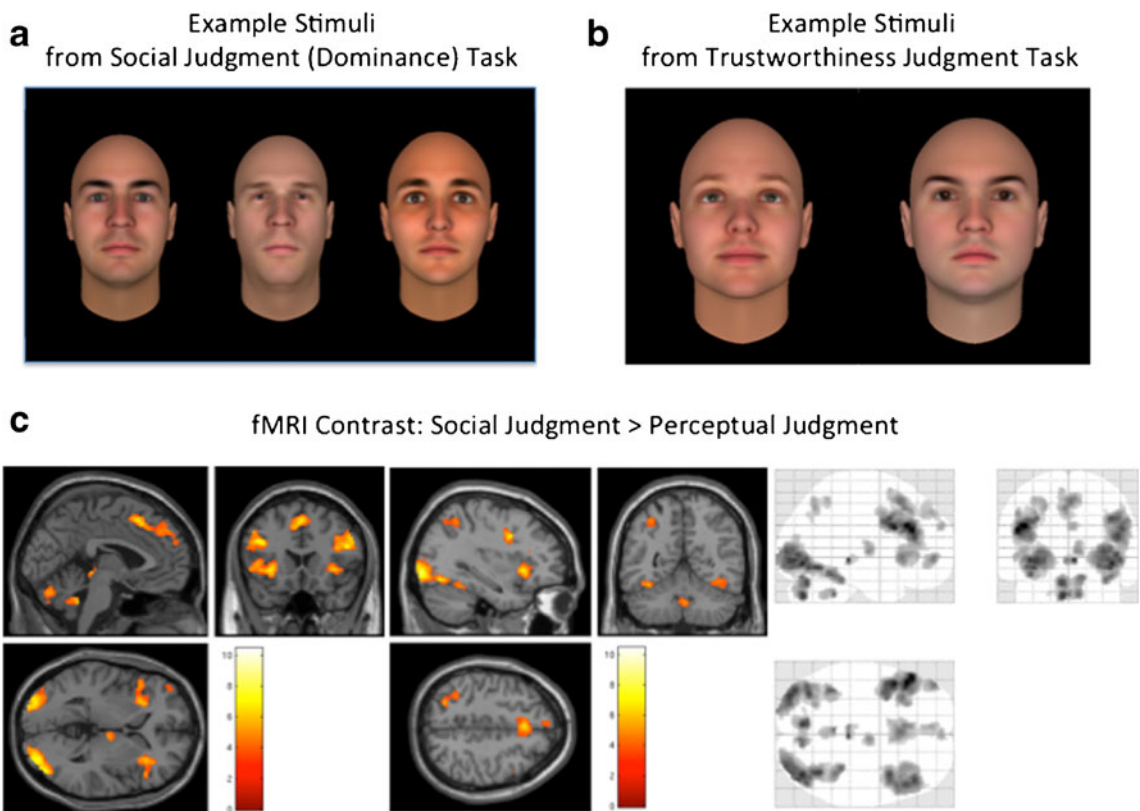 a
Example Stimuli
from Social Judgment (Dominance) Task
b
Example Stimuli
from Trustworthiness Judgment Task
c
fMRI Contrast: Social Judgment > Perceptual Judgment
10
8
6
4
2
0
10
8
6
4
2
0